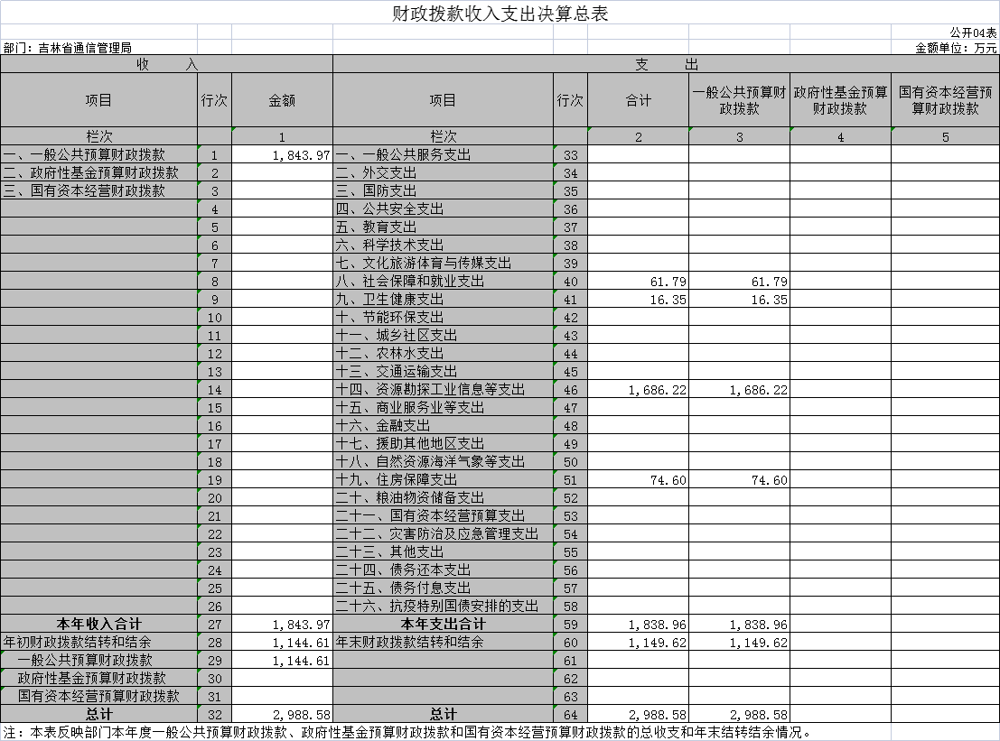 财政拨款收入支出决算总表
公开04表
部门：吉林省通信管理局 金额单位：万元
收 入 支 出
项目 行次 金额 项目 行次 合计 一般公共预算财政拨款 政府性基金预算财政拨款 国有资本经营预算财政拨款
栏次 1 栏次 2 3 4 5
一、一般公共预算财政拨款 1 1,843.97 一、一般公共服务支出 33
二、政府性基金预算财政拨款 2 二、外交支出 34
三、国有资本经营财政拨款 3 三、国防支出 35
4 四、公共安全支出 36
5 五、教育支出 37
6 六、科学技术支出 38
7 七、文化旅游体育与传媒支出 39
8 八、社会保障和就业支出 40 61.79 61.79
9 九、卫生健康支出 41 16.35 16.35
10 十、节能环保支出 42
11 十一、城乡社区支出 43
12 十二、农林水支出 44
13 十三、交通运输支出 45
14 十四、资源勘探工业信息等支出 46 1,686.22 1,686.22
15 十五、商业服务业等支出 47
16 十六、金融支出 48
17 十七、援助其他地区支出 49
18 十八、自然资源海洋气象等支出 50
19 十九、住房保障支出 51 74.60 74.60
20 二十、粮油物资储备支出 52
21 二十一、国有资本经营预算支出 53
22 二十二、灾害防治及应急管理支出 54
23 二十三、其他支出 55
24 二十四、债务还本支出 56
25 二十五、债务付息支出 57
26 二十六、抗疫特别国债安排的支出 58
本年收入合计 27 1,843.97 本年支出合计 59 1,838.96 1,838.96
年初财政拨款结转和结余 28 1,144.61 年末财政拨款结转和结余 60 1,149.62 1,149.62
一般公共预算财政拨款 29 1,144.61 61
政府性基金预算财政拨款 30 62
国有资本经营预算财政拨款 31 63
总计 32 2,988.58 总计 64 2,988.58 2,988.58
注：本表反映部门本年度一般公共预算财政拨款、政府性基金预算财政拨款和国有资本经营预算财政拨款的总收支和年末结转结余情况。